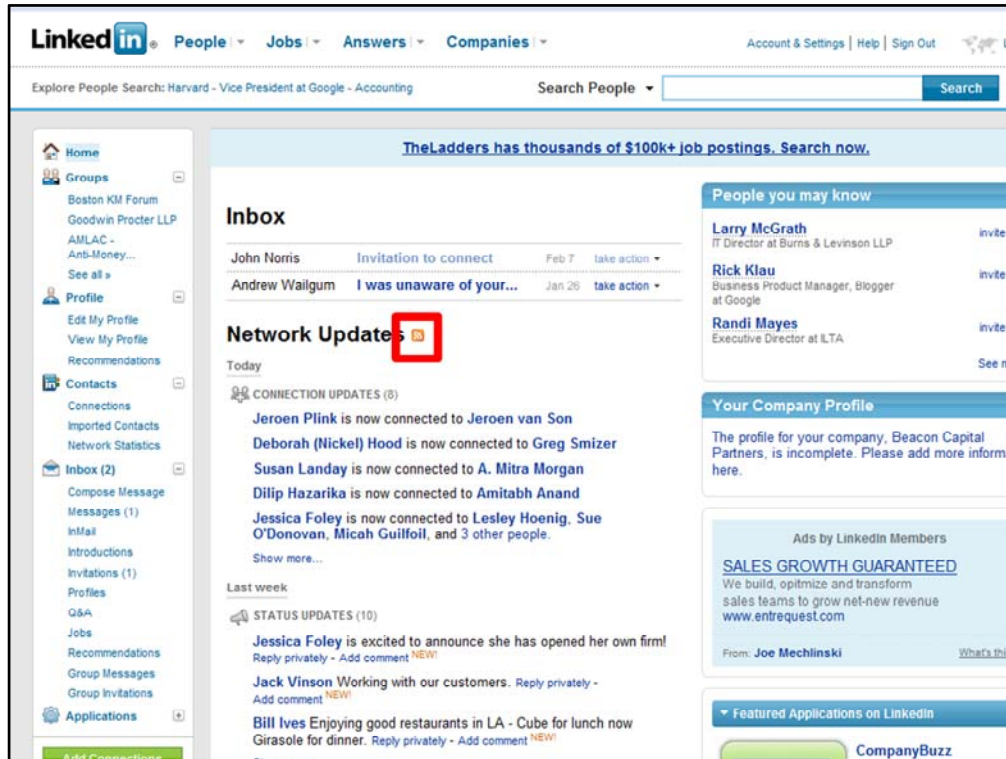 Linked in ® People Jobs Answers Companies Account & Settings | Help | Sign Out
Explore People Search: Harvard - Vice President at Google - Accounting Search People Search
Home
Groups
Boston KM Forum
Goodwin Procter LLP
AMLAC -
Anti-Money...
See all »
Profile
Edit My Profile
View My Profile
Recommendations
Contacts
Connections
Imported Contacts
Network Statistics
Inbox (2)
Compose Message
Messages (1)
InMail
Introductions
Invitations (1)
Profiles
Q&A
Jobs
Recommendations
Group Messages
Group Invitations
Applications
Add Connections
TheLadders has thousands of $100k+ job postings. Search now.
Inbox
John Norris Invitation to connect Feb 7 take action
Andrew Wailgum I was unaware of your... Jan 26 take action
Network Updates
Today
CONNECTION UPDATES (8)
Jeroen Plink is now connected to Jeroen van Son
Deborah (Nickel) Hood is now connected to Greg Smizer
Susan Landay is now connected to A. Mitra Morgan
Dilip Hazarika is now connected to Amitabh Anand
Jessica Foley is now connected to Lesley Hoenig, Sue
O'Donovan, Micah Guilfoil, and 3 other people.
Show more...
Last week
STATUS UPDATES (10)
Jessica Foley is excited to announce she has opened her own firm!
Reply privately - Add comment NEW!
Jack Vinson Working with our customers. Reply privately -
Add comment NEW!
Bill Ives Enjoying good restaurants in LA - Cube for lunch now
Girasole for dinner. Reply privately - Add comment NEW!
People you may know
Larry McGrath invite
IT Director at Burns & Levinson LLP
Rick Klau invite
Business Product Manager, Blogger
at Google
Randi Mayes invite
Executive Director at ILTA
See
Your Company Profile
The profile for your company, Beacon Capital
Partners, is incomplete. Please add more inform
here.
Ads by LinkedIn Members
SALES GROWTH GUARANTEED
We build, opitmize and transform
sales teams to grow net-new revenue
www.entrequest.com
From: Joe Mechlinski What's thi
Featured Applications on LinkedIn
CompanyBuzz